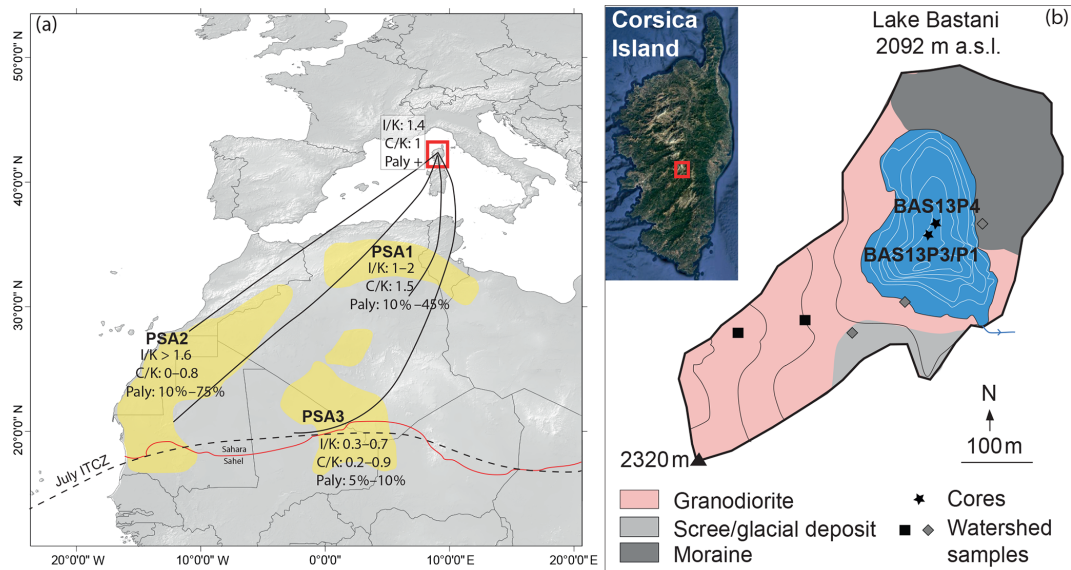 (a)
50°0'0" N
40°0'0" N
30°0'0" N
20°0'0" N
I/K: 1.4
C/K: 1
Paly +
PSA1
I/K: 1–2
C/K: 1.5
Paly: 10% –45%
PSA2
I/K > 1.6
C/K: 0–0.8
Paly: 10%–75%
PSA3
I/K: 0.3–0.7
C/K: 0.2–0.9
Paly: 5%–10%
Sahara
Sahel
July ITCZ
20°0'0" W
10°0'0" W
0°0'0"
10°0'0" E
20°0'0" E
Corsica
Island
(b)
Lake Bastani
2092 m a.s.l.
BAS13P4
BAS13P3/P1
2320 m
N
100 m
Granodiorite
Scree/glacial deposit
Moraine
Cores
Watershed
samples